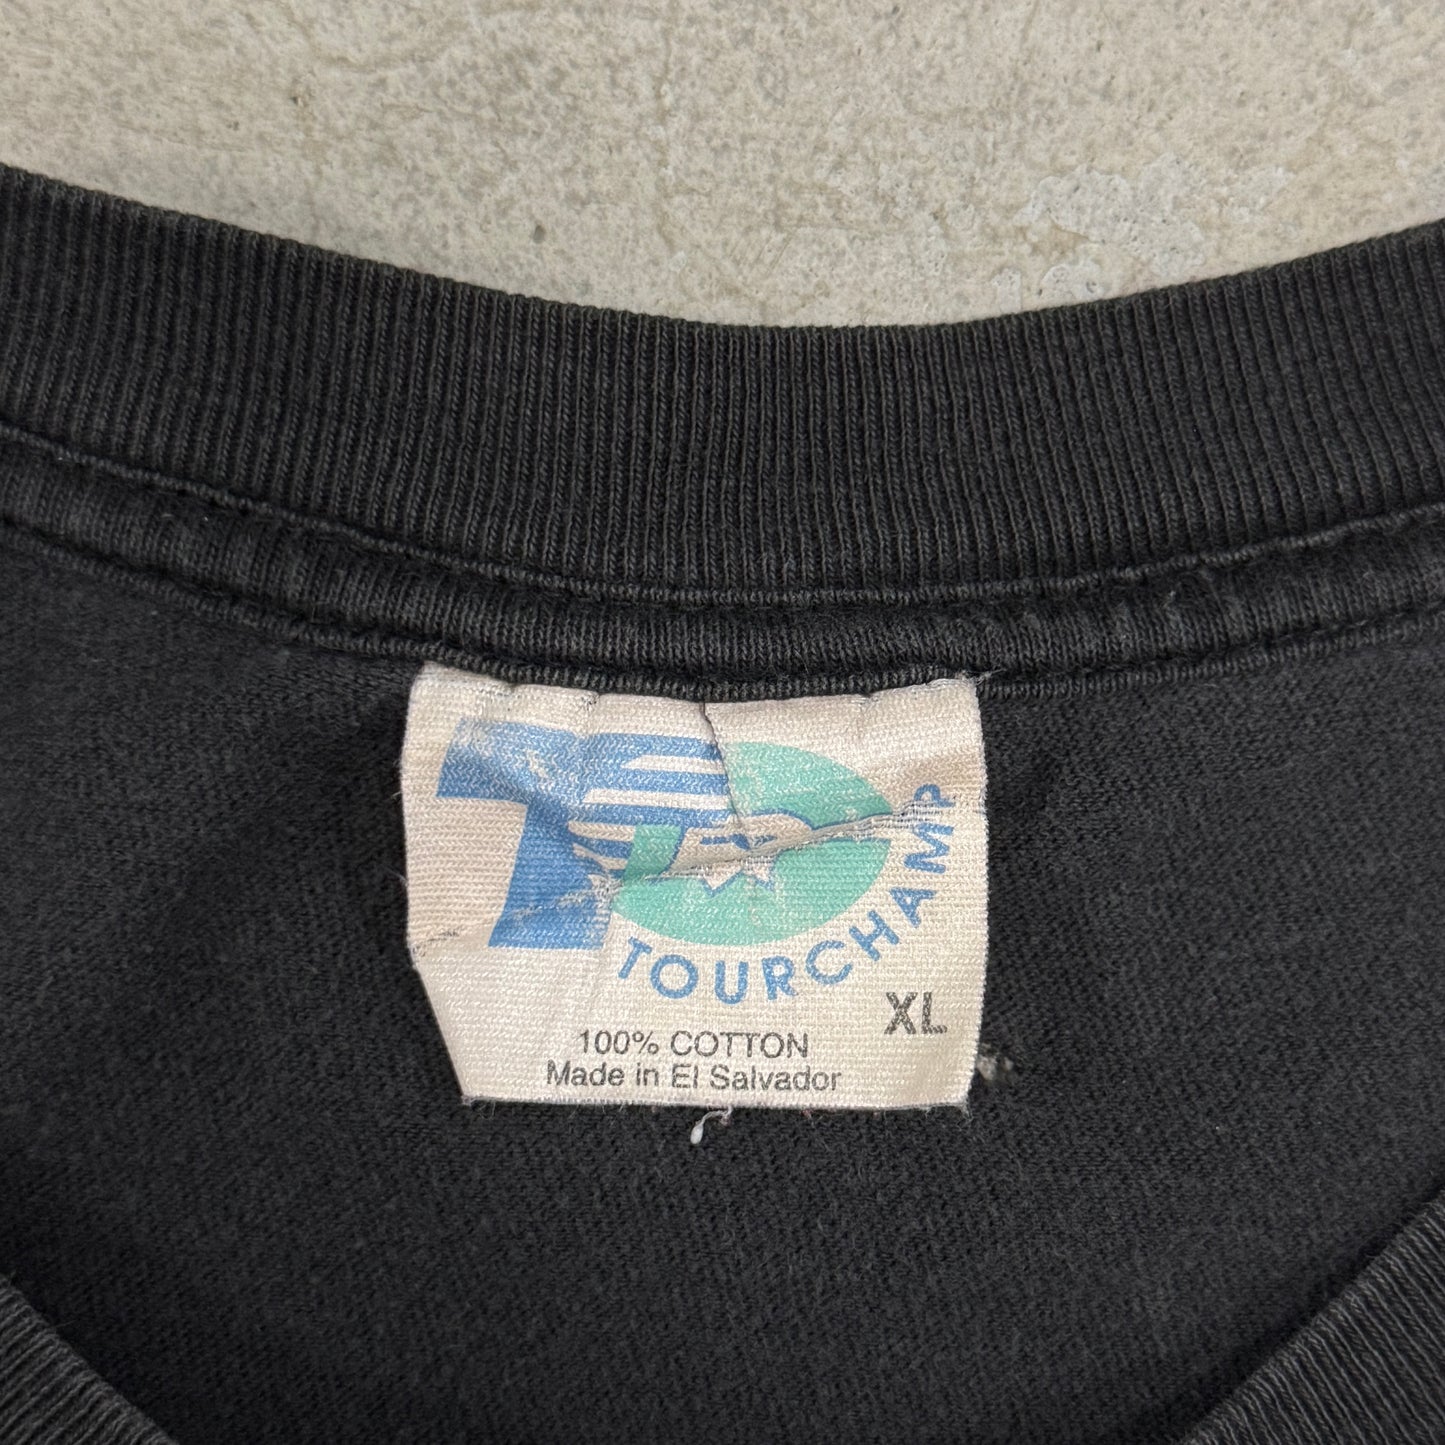 TOURCHAMP
XL
100% COTTON
Made in El Salvador